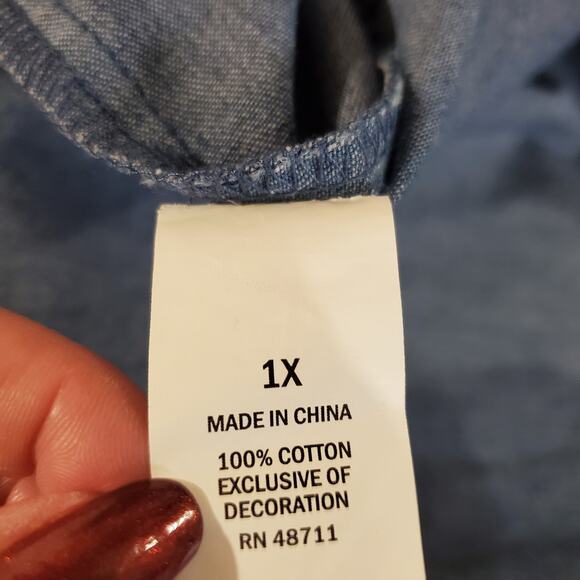 1X
MADE IN CHINA
100% COTTON
EXCLUSIVE OF
DECORATION
RN 48711